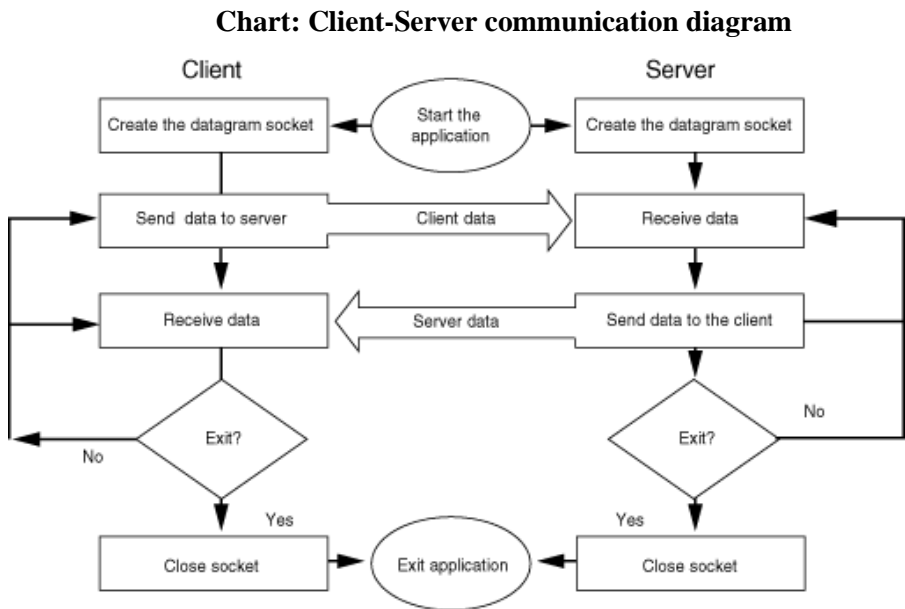 Chart: Client-Server communication diagram
Client
Server
Create the datagram socket
Start the
application
Create the datagram socket
Send data to server
Client data
Receive data
Receive data
Server data
Send data to the client
Exit?
No
Exit?
No
Yes
Yes
Close socket
Exit application
Close socket